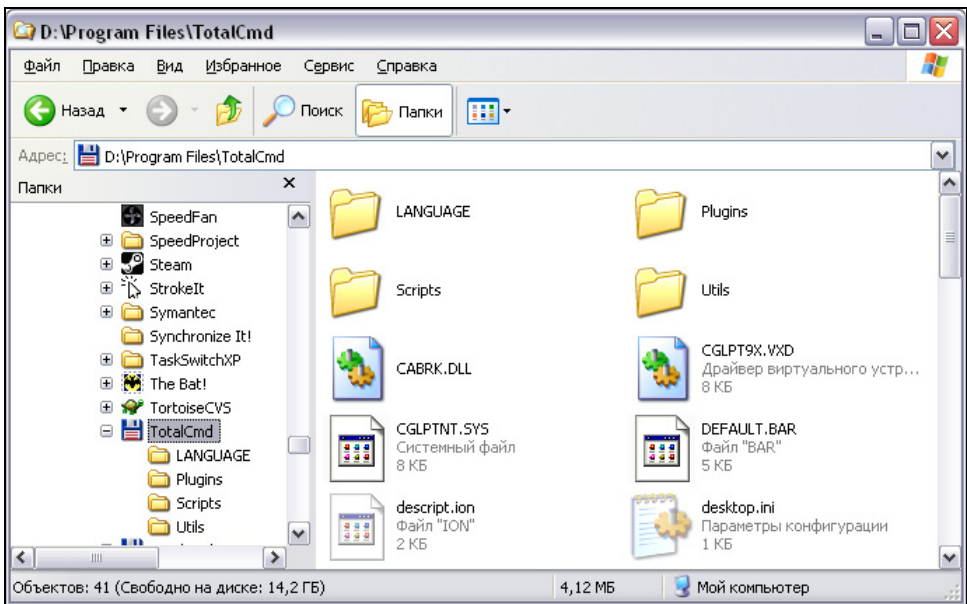 D:\Program Files\TotalCmd
Файл Правка Вид Избранное Сервис Справка
Назад Поиск Папки
Адрес: D:\Program Files\TotalCmd
Папки
SpeedFan
SpeedProject
Steam
StrokeIt
Symantec
Synchronize It!
TaskSwitchXP
The Bat!
TortoiseCVS
TotalCmd
LANGUAGE
Plugins
Scripts
Utils
LANGUAGE
Plugins
Scripts
Utils
CABRK.DLL
CGLPT9X.VXD
Драйвер виртуального устр...
8 КБ
CGLPTNT.SYS
Системный файл
8 КБ
DEFAULT.BAR
Файл "BAR"
5 КБ
descript.ion
Файл "ION"
2 КБ
desktop.ini
Параметры конфигурации
1 КБ
Объектов: 41 (Свободно на диске: 14,2 ГБ) 4,12 МБ Мой компьютер